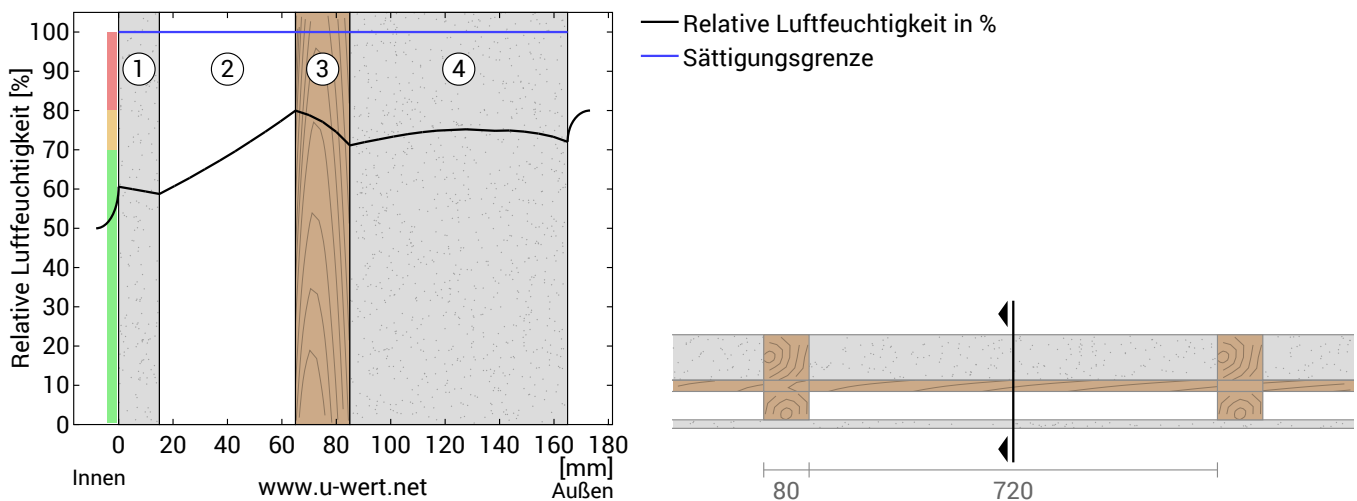 Relative Luftfeuchtigkeit [%]
100
90
80
70
60
50
40
30
20
10
0
1
2
3
4
0 20 40 60 80 100 120 140 160 180
[mm]
Innen
www.u-wert.net
Außen
Relative Luftfeuchtigkeit in %
Sättigungsgrenze
80
720